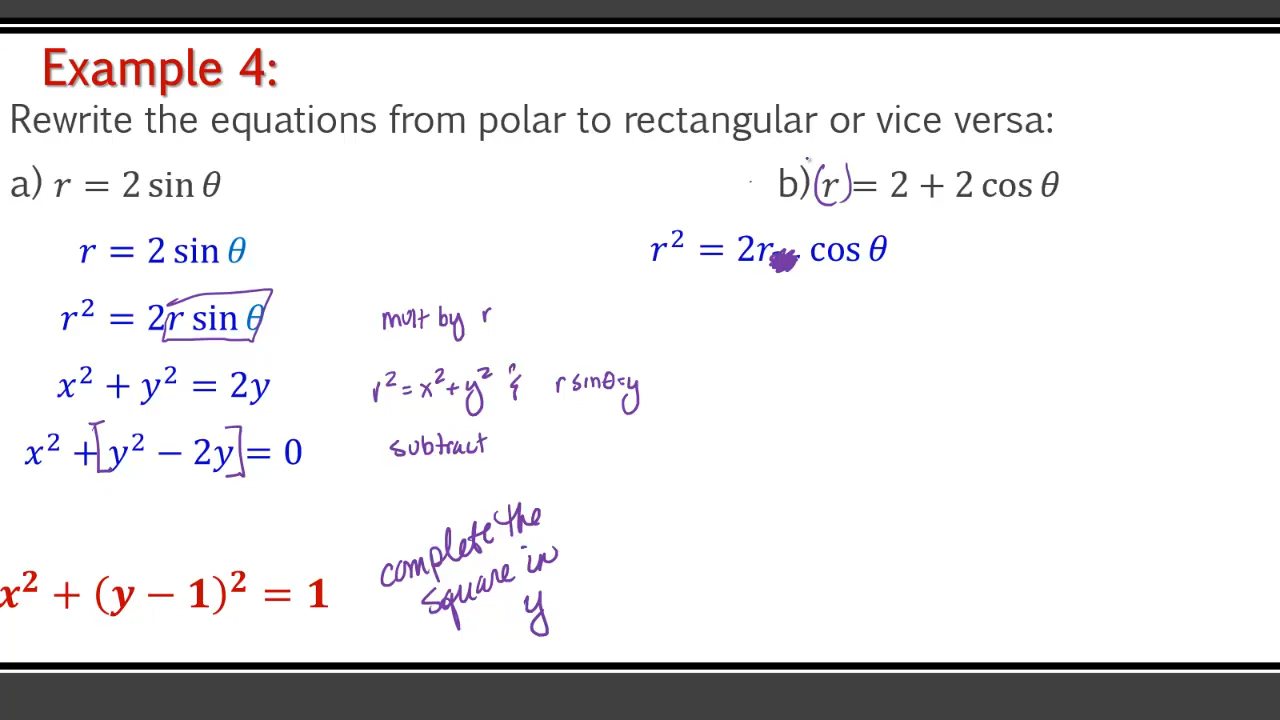 Example 4:
Rewrite the equations from polar to rectangular or vice versa:
a) r = 2 sin θ
r = 2 sin θ
r² = 2r sin θ
mult by r
x² + y² = 2y
r² = x² + y² & r sinθ = y
x² + [y² − 2y] = 0
subtract
x² + (y − 1)² = 1
complete the
square in
y
b) (r) = 2 + 2 cos θ
r² = 2r cos θ